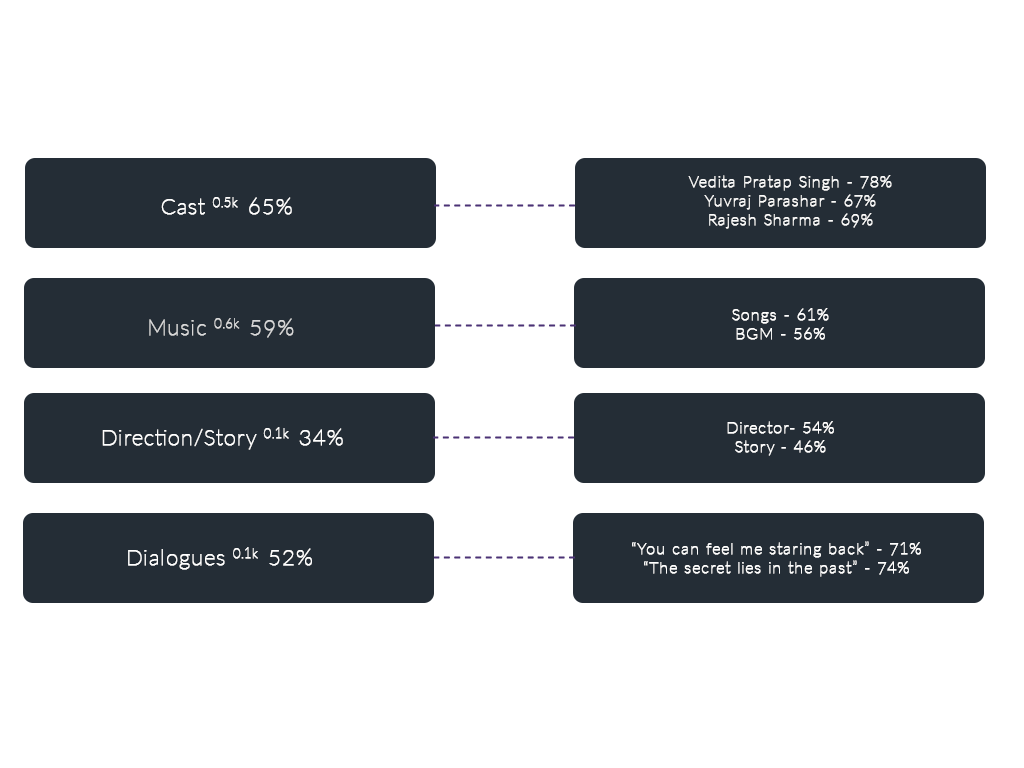 Cast 0.5k 65%
Vedita Pratap Singh - 78%
Yuvraj Parashar - 67%
Rajesh Sharma - 69%
Music 0.6k 59%
Songs - 61%
BGM - 56%
Direction/Story 0.1k 34%
Director- 54%
Story - 46%
Dialogues 0.1k 52%
“You can feel me staring back” - 71%
“The secret lies in the past” - 74%